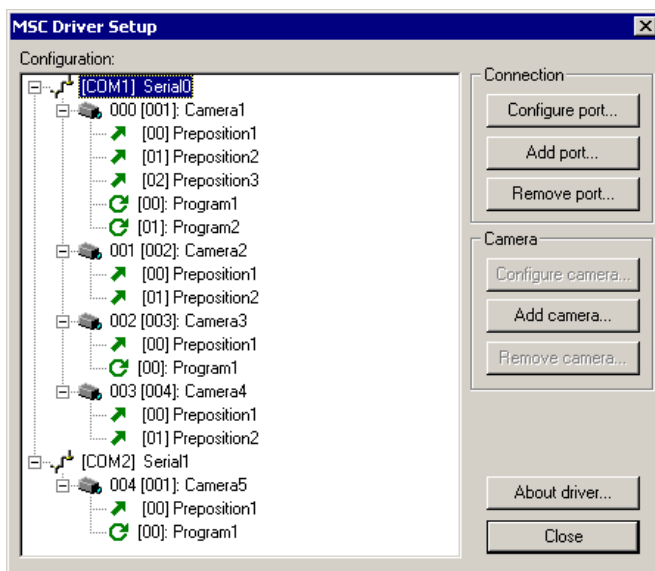 MSC Driver Setup
Configuration:
[COM1] Serial0
000 [001]: Camera1
[00] Preposition1
[01] Preposition2
[02] Preposition3
[00]: Program1
[01]: Program2
001 [002]: Camera2
[00] Preposition1
[01] Preposition2
002 [003]: Camera3
[00] Preposition1
[00]: Program1
003 [004]: Camera4
[00] Preposition1
[01] Preposition2
[COM2] Serial1
004 [001]: Camera5
[00] Preposition1
[00]: Program1
Connection
Configure port...
Add port...
Remove port...
Camera
Configure camera...
Add camera...
Remove camera...
About driver...
Close